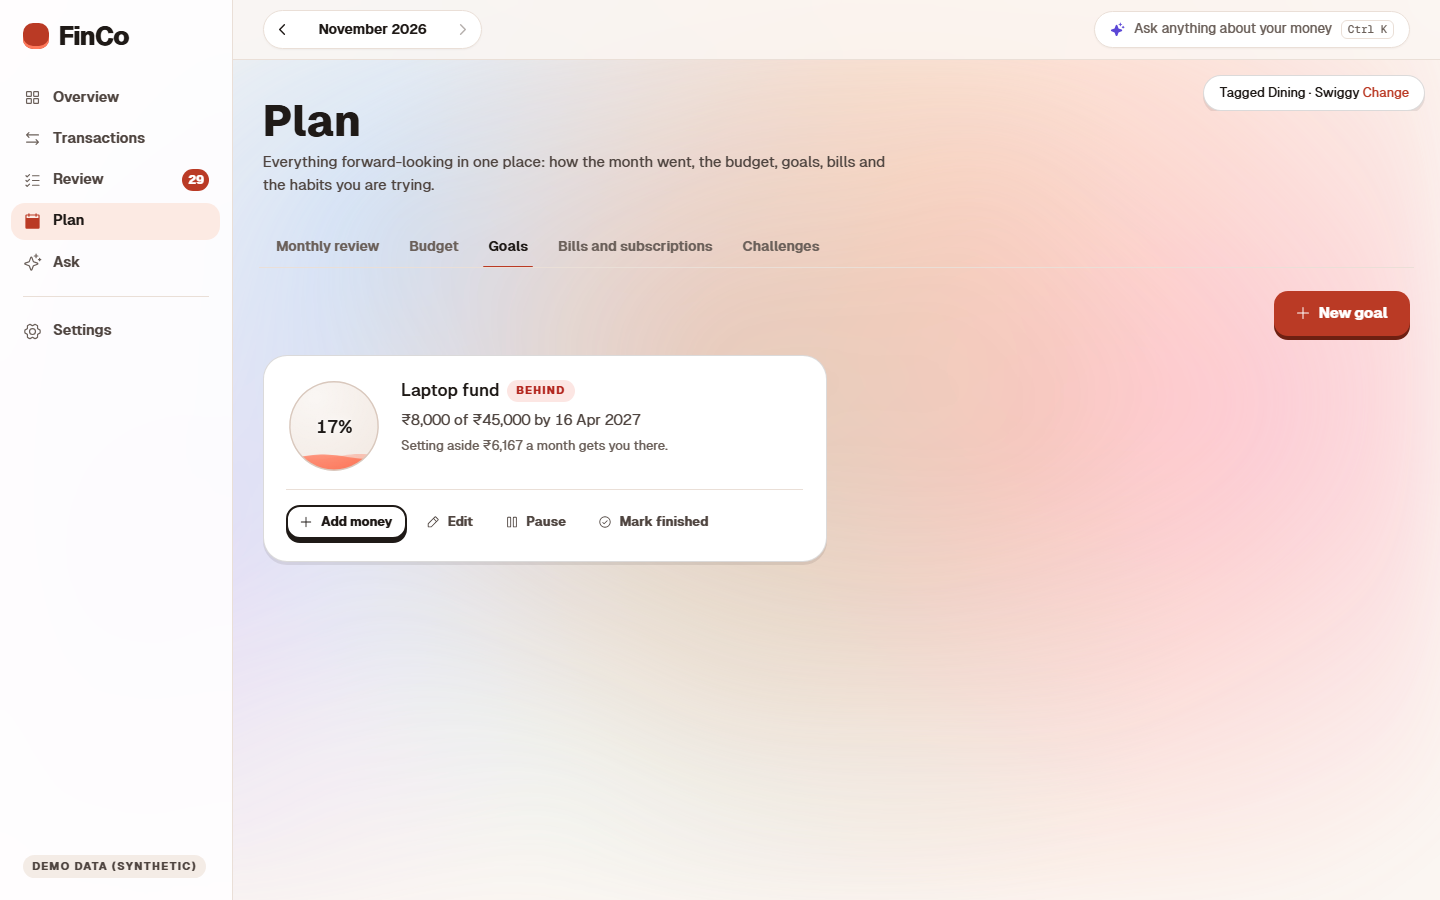 FinCo
Overview
Transactions
Review 29
Plan
Ask
Settings
DEMO DATA (SYNTHETIC)
November 2026
Ask anything about your money Ctrl K
Tagged Dining · Swiggy Change
Plan
Everything forward-looking in one place: how the month went, the budget, goals, bills and
the habits you are trying.
Monthly review Budget Goals Bills and subscriptions Challenges
New goal
17%
Laptop fund BEHIND
₹8,000 of ₹45,000 by 16 Apr 2027
Setting aside ₹6,167 a month gets you there.
Add money Edit Pause Mark finished